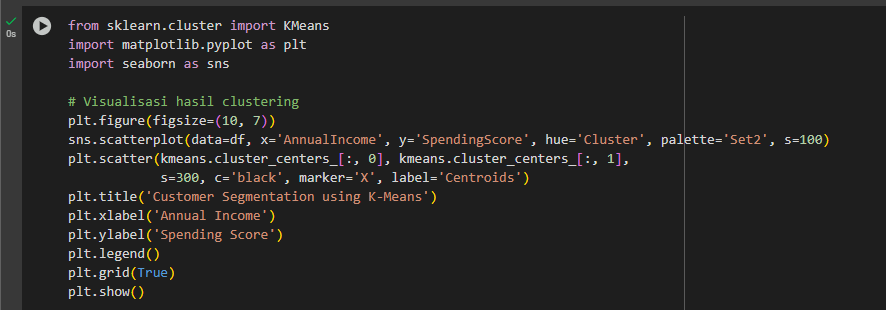 from sklearn.cluster import KMeans
import matplotlib.pyplot as plt
import seaborn as sns
# Visualisasi hasil clustering
plt.figure(figsize=(10, 7))
sns.scatterplot(data=df, x='AnnualIncome', y='SpendingScore', hue='Cluster', palette='Set2', s=100)
plt.scatter(kmeans.cluster_centers_[:, 0], kmeans.cluster_centers_[:, 1],
            s=300, c='black', marker='X', label='Centroids')
plt.title('Customer Segmentation using K-Means')
plt.xlabel('Annual Income')
plt.ylabel('Spending Score')
plt.legend()
plt.grid(True)
plt.show()
0s